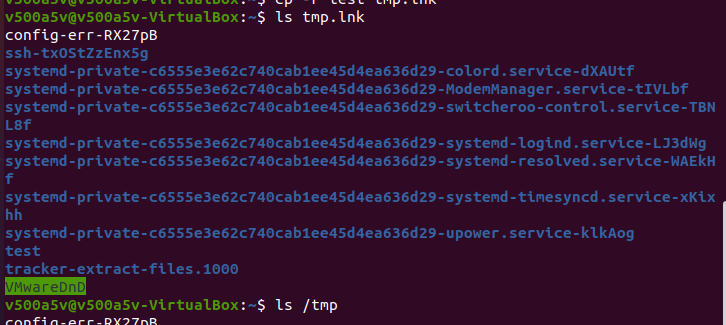 v500a5v@v500a5v-VirtualBox:~$ cp -r test tmp.lnk
v500a5v@v500a5v-VirtualBox:~$ ls tmp.lnk
config-err-RX27pB
ssh-txOStZzEnx5g
systemd-private-c6555e3e62c740cab1ee45d4ea636d29-colord.service-dXAUtf
systemd-private-c6555e3e62c740cab1ee45d4ea636d29-ModemManager.service-tIVLbf
systemd-private-c6555e3e62c740cab1ee45d4ea636d29-switcheroo-control.service-TBN
L8f
systemd-private-c6555e3e62c740cab1ee45d4ea636d29-systemd-logind.service-LJ3dWg
systemd-private-c6555e3e62c740cab1ee45d4ea636d29-systemd-resolved.service-WAEkH
f
systemd-private-c6555e3e62c740cab1ee45d4ea636d29-systemd-timesyncd.service-xKix
hh
systemd-private-c6555e3e62c740cab1ee45d4ea636d29-upower.service-klkAog
test
tracker-extract-files.1000
VMwareDnD
v500a5v@v500a5v-VirtualBox:~$ ls /tmp
config-err-RX27pB